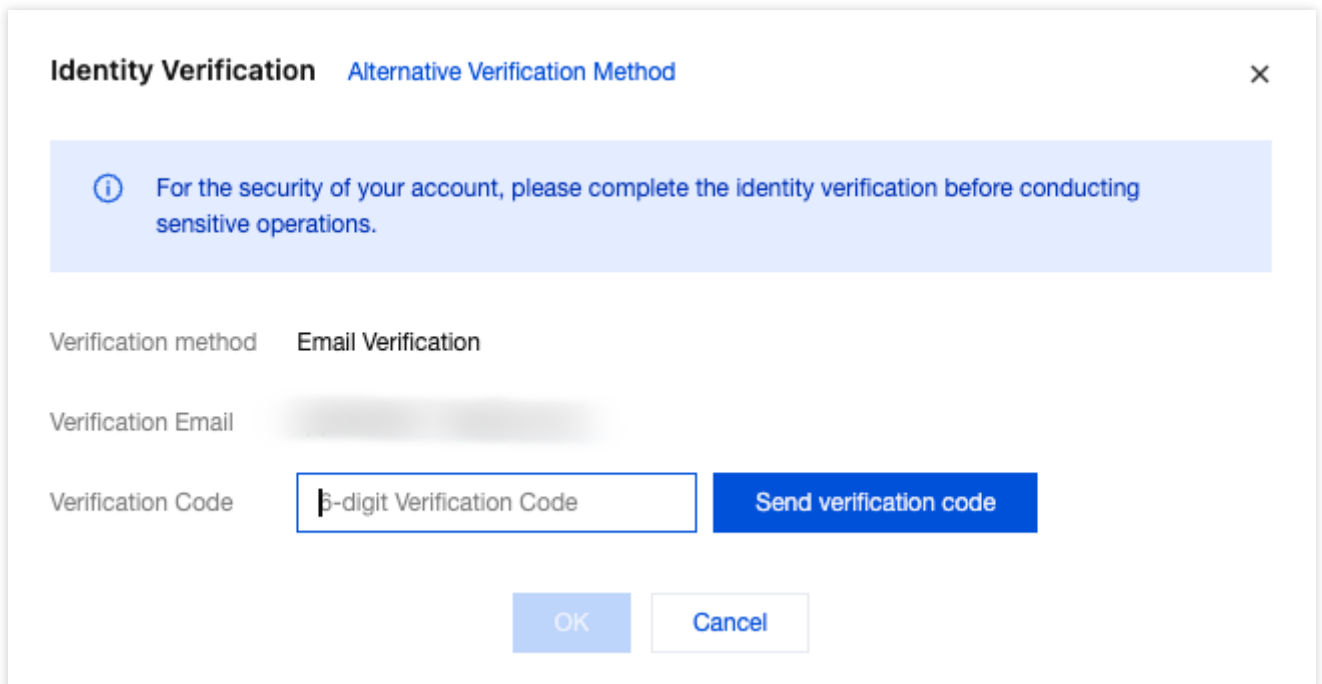 Identity Verification Alternative Verification Method
For the security of your account, please complete the identity verification before conducting
sensitive operations.
Verification method Email Verification
Verification Email
Verification Code 6-digit Verification Code Send verification code
OK Cancel